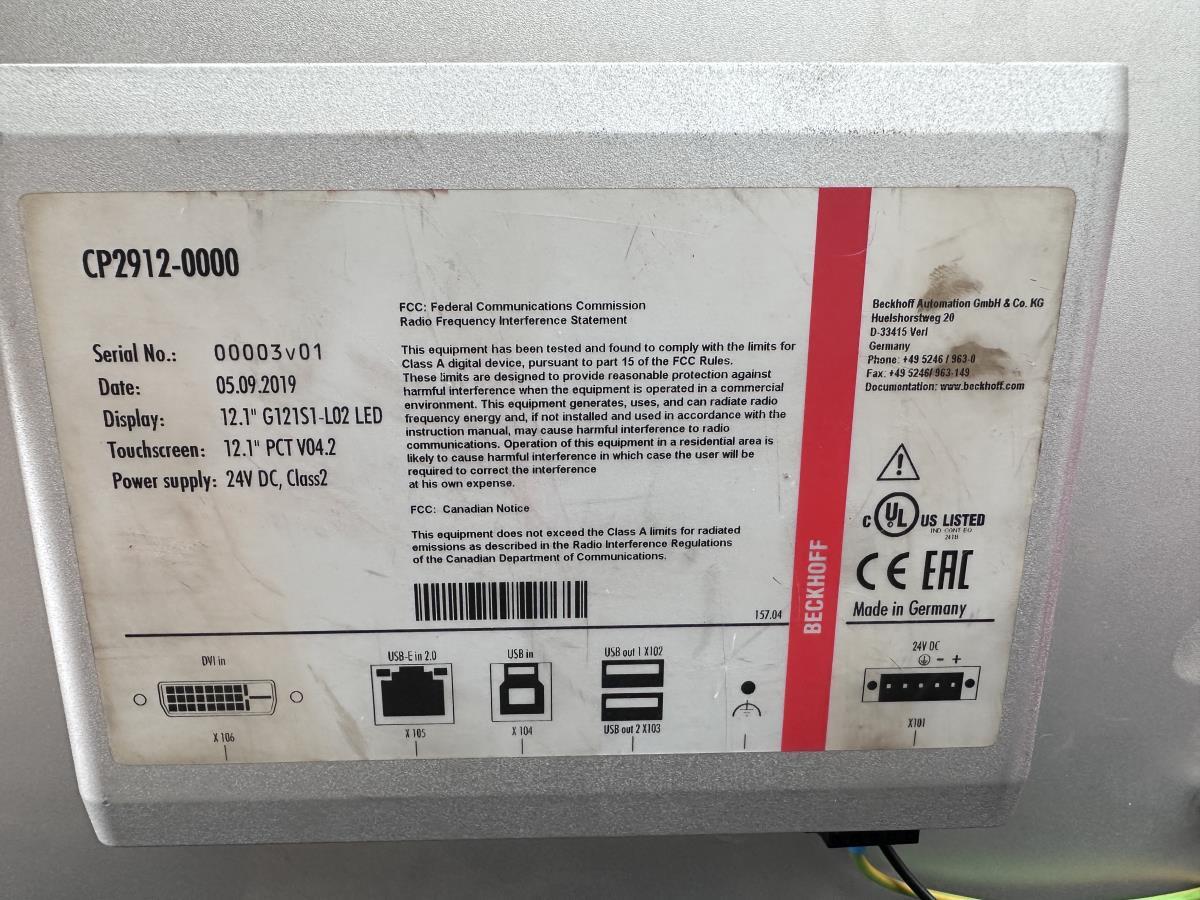 CP2912-0000
Serial No.: 00003v01
Date: 05.09.2019
Display: 12.1" G121S1-L02 LED
Touchscreen: 12.1" PCT V04.2
Power supply: 24V DC, Class2
FCC: Federal Communications Commission
Radio Frequency Interference Statement
This equipment has been tested and found to comply with the limits for
Class A digital device, pursuant to part 15 of the FCC Rules.
These limits are designed to provide reasonable protection against
harmful interference when the equipment is operated in a commercial
environment. This equipment generates, uses, and can radiate radio
frequency energy and, if not installed and used in accordance with the
instruction manual, may cause harmful interference to radio
communications. Operation of this equipment in a residential area is
likely to cause harmful interference in which case the user will be
required to correct the interference
at his own expense.
FCC: Canadian Notice
This equipment does not exceed the Class A limits for radiated
emissions as described in the Radio Interference Regulations
of the Canadian Department of Communications.
157.04
BECKHOFF
Beckhoff Automation GmbH & Co. KG
Huelshorstweg 20
D-33415 Verl
Germany
Phone: +49 5246 / 963-0
Fax: +49 5246/ 963-149
Documentation: www.beckhoff.com
C UL US LISTED
IND CONT EQ
24TB
CE EAC
Made in Germany
DVI in
X 106
USB-E in 2.0
X 105
USB in
X 104
USB out 1 X102
USB out 2 X103
24V DC
- +
X101